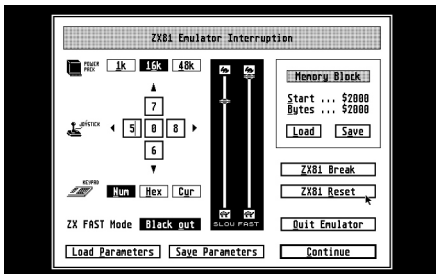 ZX81 Emulator Interruption
POWER PACK 1k 16k 48k
7
JOYSTICK 5 0 8
6
KEYPAD Num Hex Cur
ZX FAST Mode Black out
SLOW FAST
Load Parameters Save Parameters
Memory Block
Start ... $2000
Bytes ... $2000
Load Save
ZX81 Break
ZX81 Reset
Quit Emulator
Continue